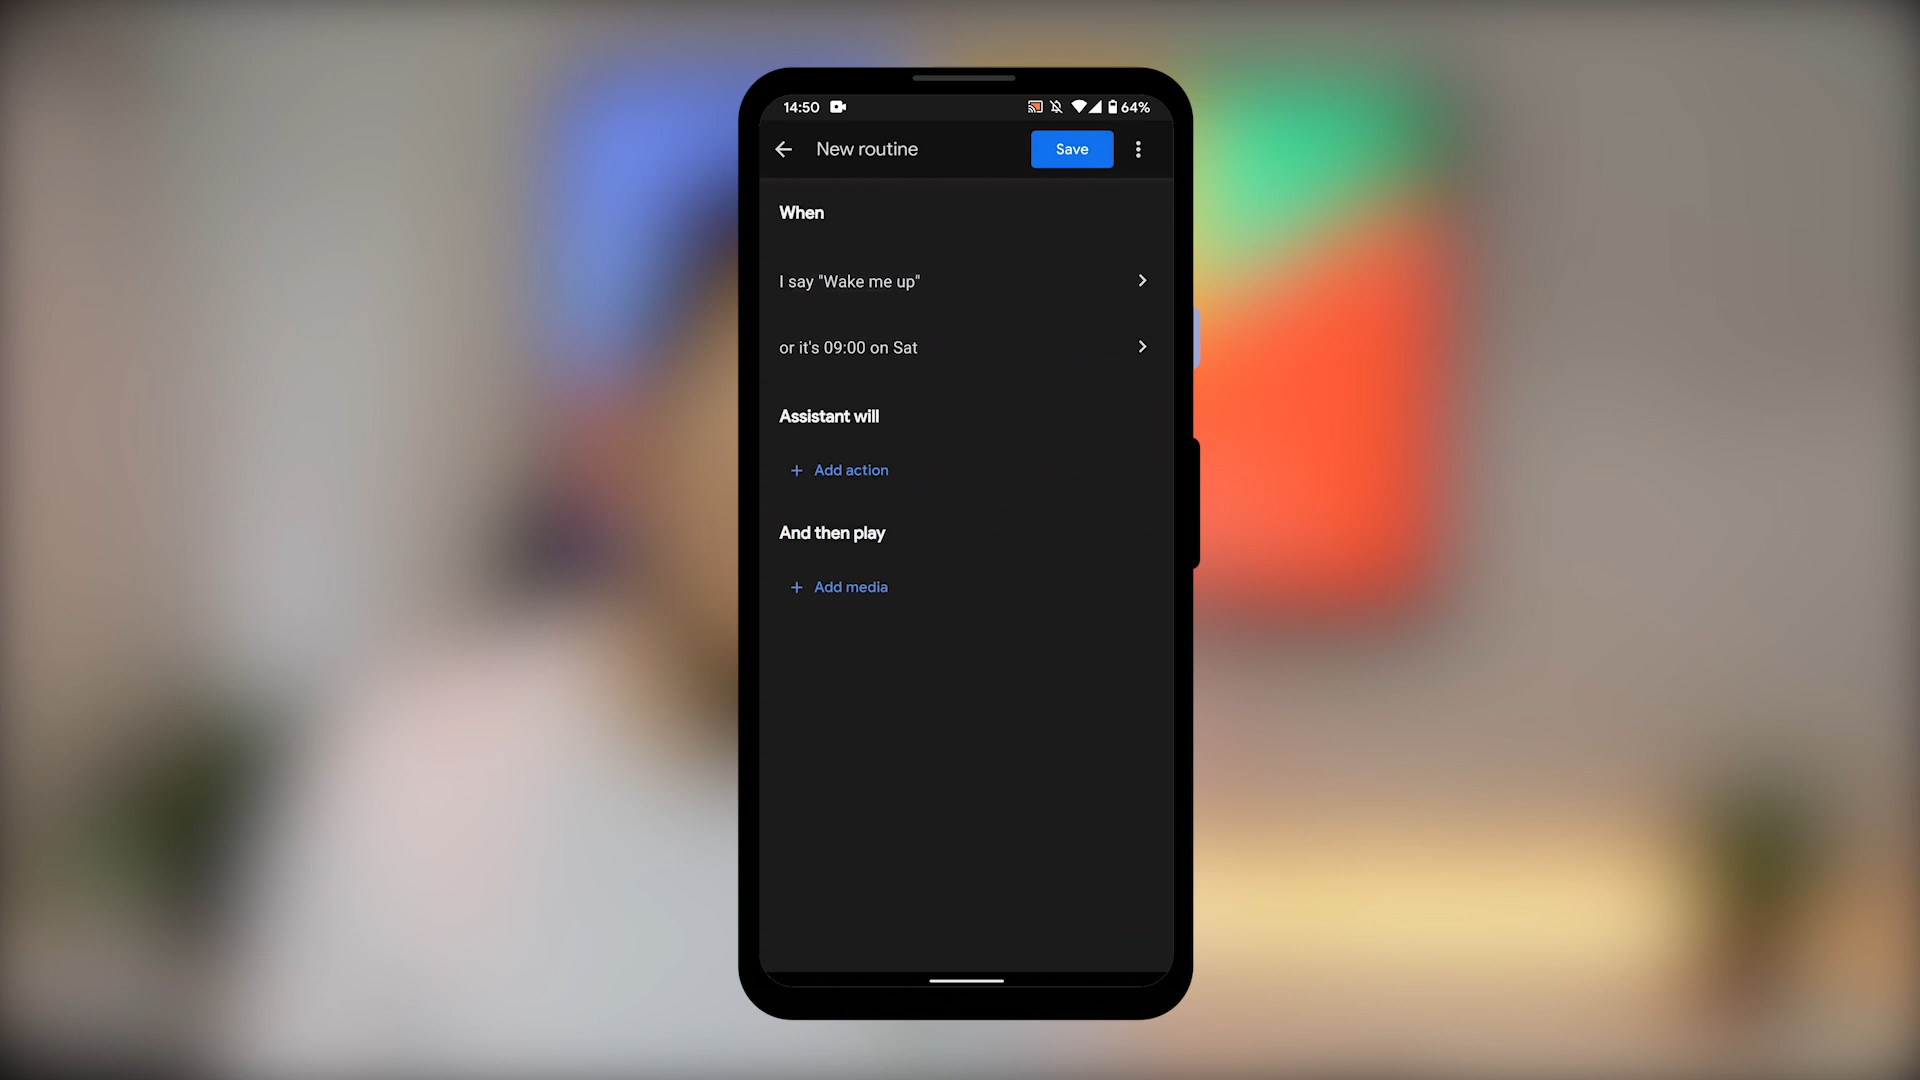 14:50 64%
New routine Save
When
I say "Wake me up"
or it's 09:00 on Sat
Assistant will
+ Add action
And then play
+ Add media